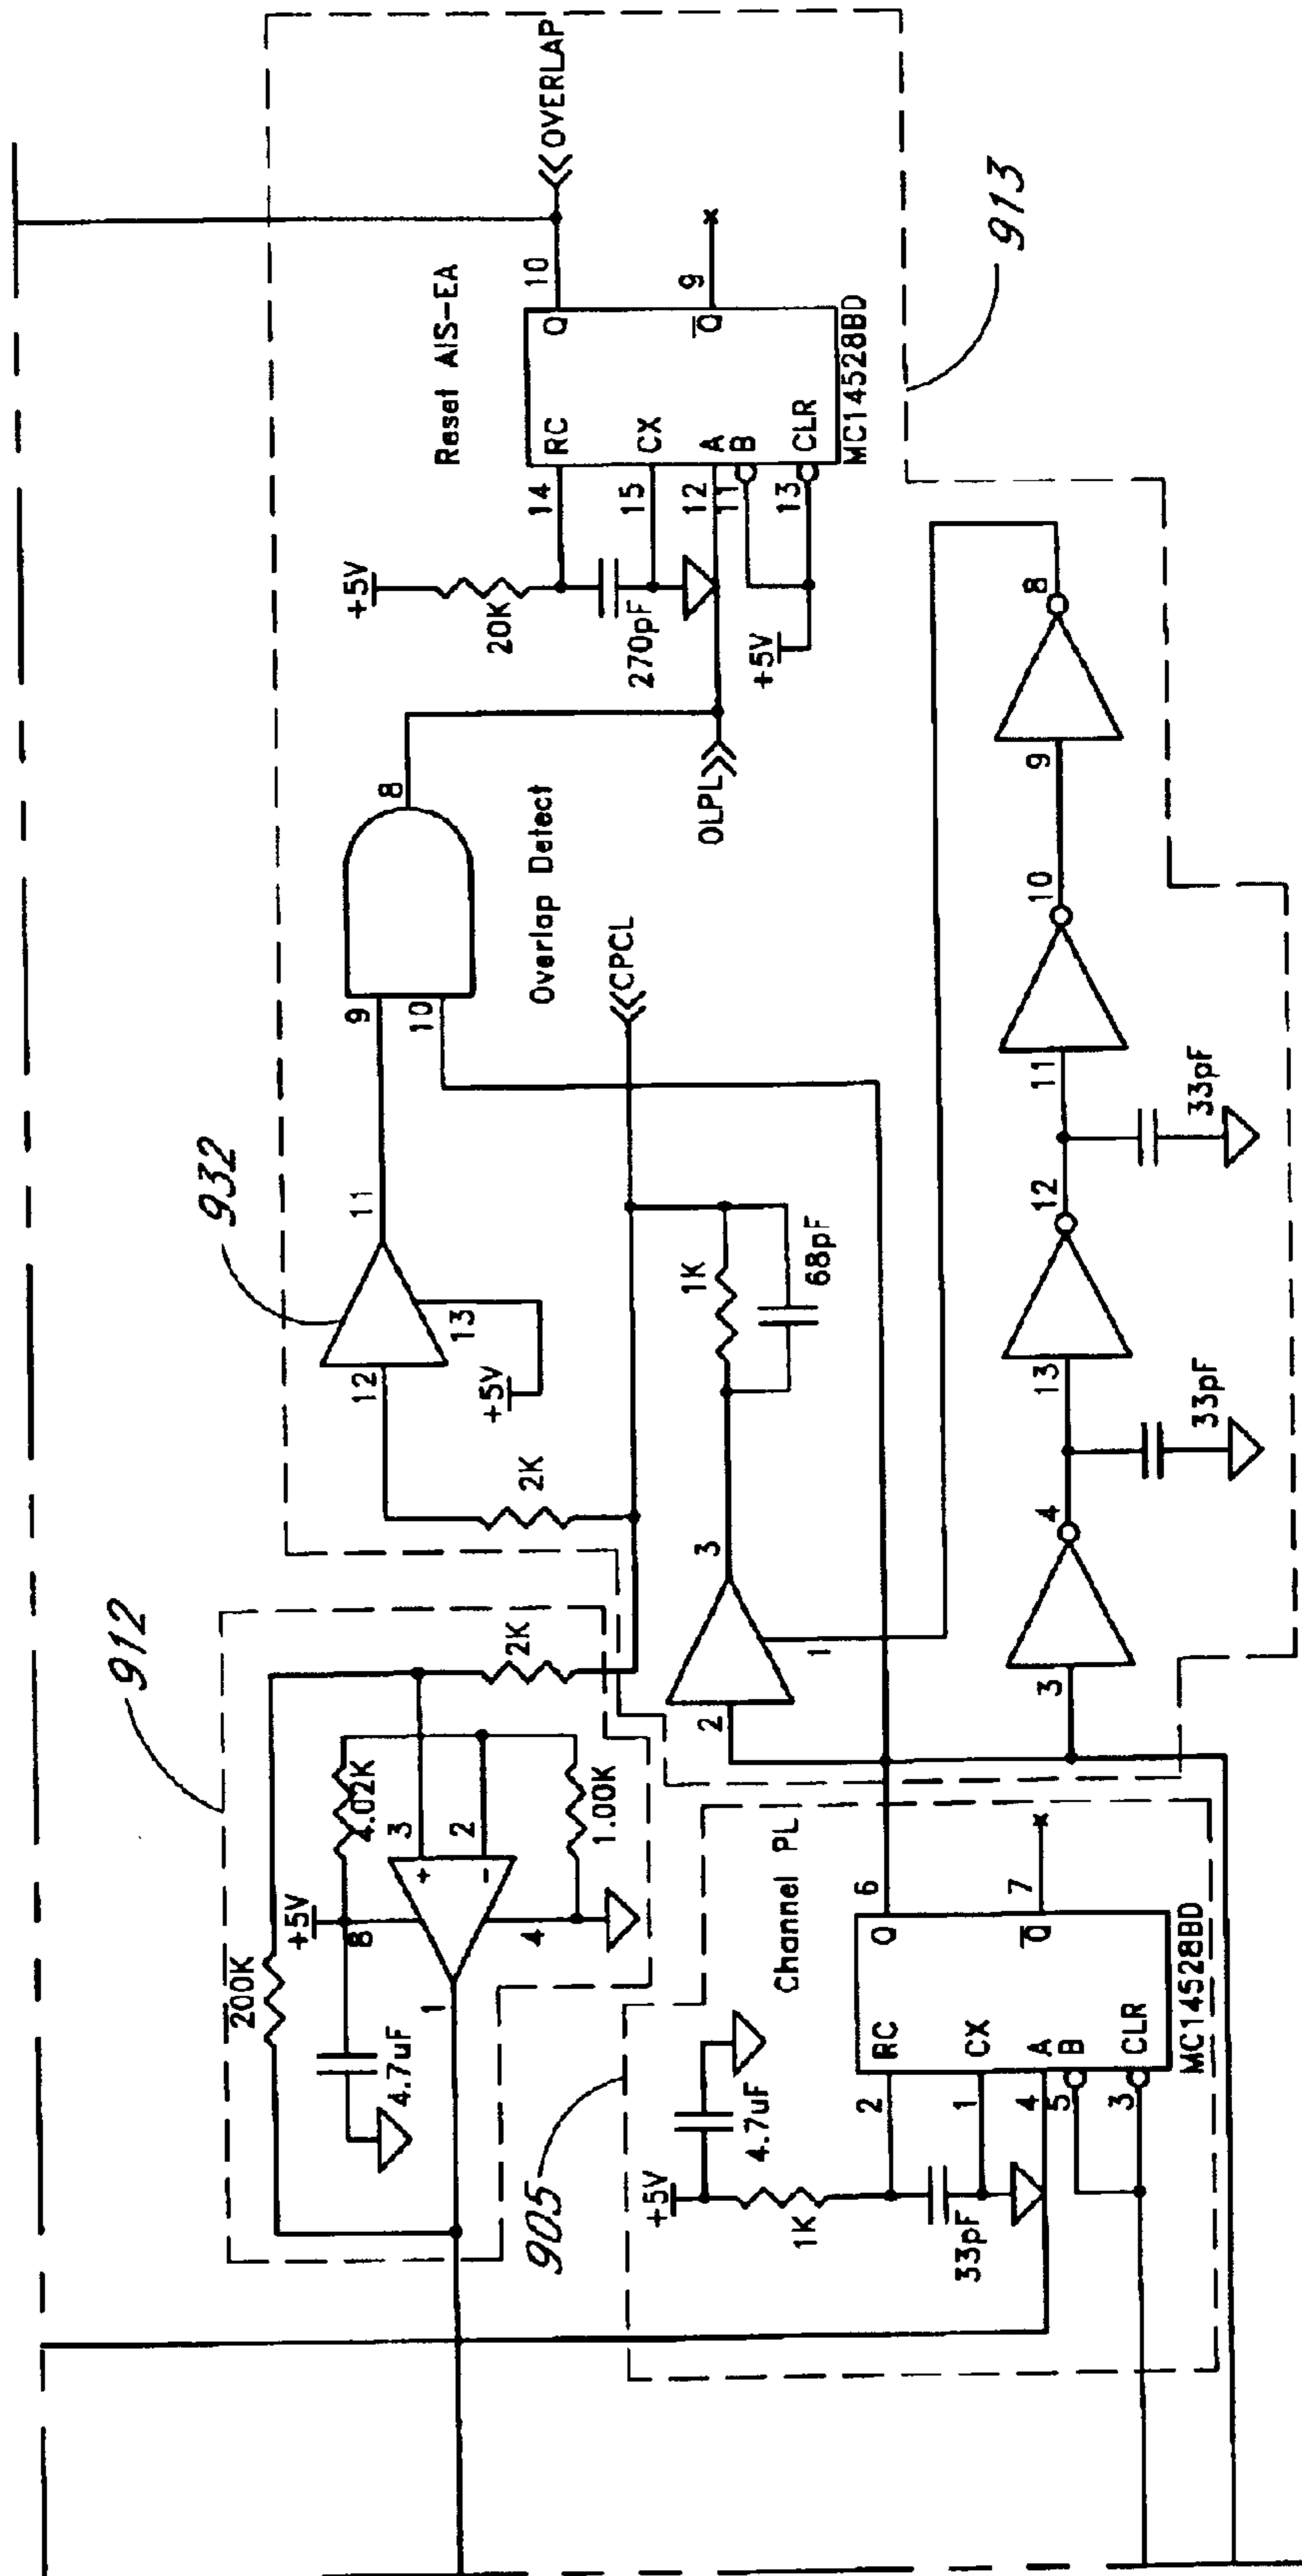 912
200K
+5V
8
4.02K
3
+
2
-
1
4
4.7uF
1.00K
2K
932
2K
12
11
13
+5V
9
10
8
Overlap Detect
<<CPCL
OLPL>>
+5V
20K
270pF
+5V
14
15
12
11
13
Reset AIS-EA
RC
CX
A
B
CLR
Q
Q
10
9
MC14528BD
<<OVERLAP
913
905
+5V
4.7uF
1K
33pF
2
1
4
5
3
Channel PL
RC
CX
A
B
CLR
Q
Q
6
7
MC14528BD
2
3
1
1K
68pF
3
4
13
12
11
10
9
8
33pF
33pF